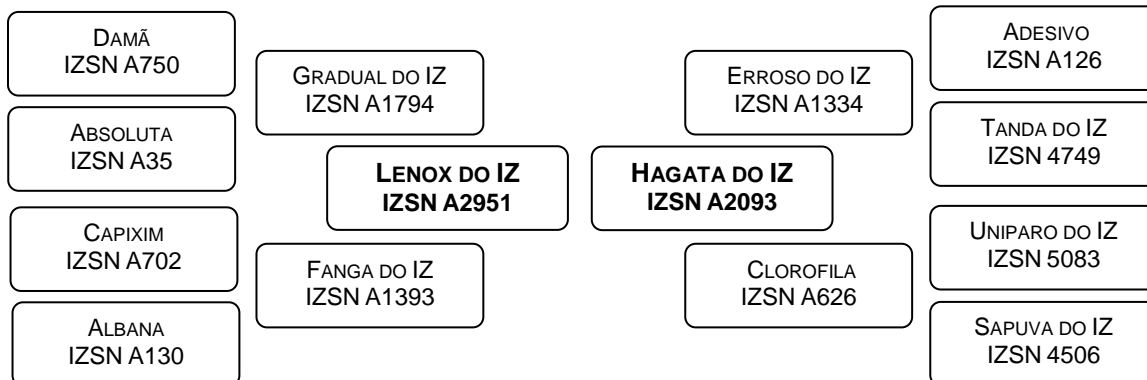 DAMÃ
IZSN A750
GRADUAL DO IZ
IZSN A1794
ABSOLUTA
IZSN A35
LENOX DO IZ
IZSN A2951
CAPIXIM
IZSN A702
FANGA DO IZ
IZSN A1393
ALBANA
IZSN A130
ADESIVO
IZSN A126
ERROSO DO IZ
IZSN A1334
TANDA DO IZ
IZSN 4749
HAGATA DO IZ
IZSN A2093
UNIPARO DO IZ
IZSN 5083
CLOROFILA
IZSN A626
SAPUVA DO IZ
IZSN 4506